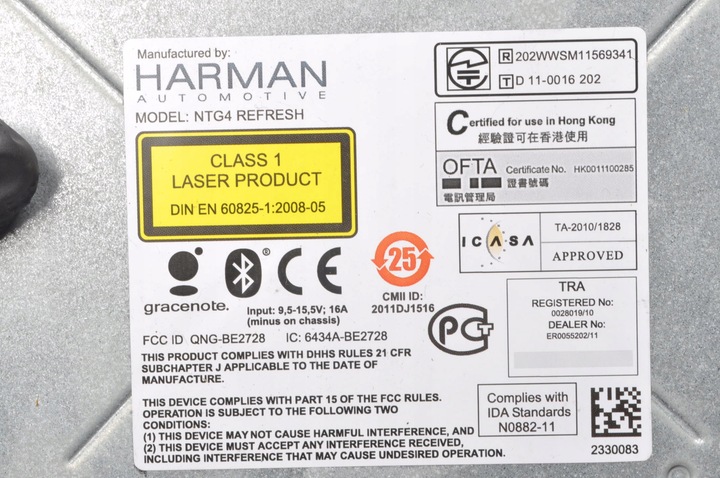 Manufactured by:
HARMAN
AUTOMOTIVE
MODEL: NTG4 REFRESH
CLASS 1
LASER PRODUCT
DIN EN 60825-1:2008-05
gracenote.
®
CE
Input: 9,5-15,5V; 16A
(minus on chassis)
25
CMII ID:
2011DJ1516
FCC ID QNG-BE2728 IC: 6434A-BE2728
THIS PRODUCT COMPLIES WITH DHHS RULES 21 CFR
SUBCHAPTER J APPLICABLE TO THE DATE OF
MANUFACTURE.
THIS DEVICE COMPLIES WITH PART 15 OF THE FCC RULES.
OPERATION IS SUBJECT TO THE FOLLOWING TWO
CONDITIONS:
(1) THIS DEVICE MAY NOT CAUSE HARMFUL INTERFERENCE, AND
(2) THIS DEVICE MUST ACCEPT ANY INTERFERENCE RECEIVED,
INCLUDING INTERFERENCE THAT MAY CAUSE UNDESIRED OPERATION.
R 202WWSM11569341
T D 11-0016 202
Certified for use in Hong Kong
經驗證可在香港使用
OFTA Certificate No. HK0011100285
證書號碼
電訊管理局
ICASA
TA-2010/1828
APPROVED
TRA
REGISTERED No:
0028019/10
DEALER No:
ER0055202/11
PCT
Complies with
IDA Standards
N0882-11
2330083